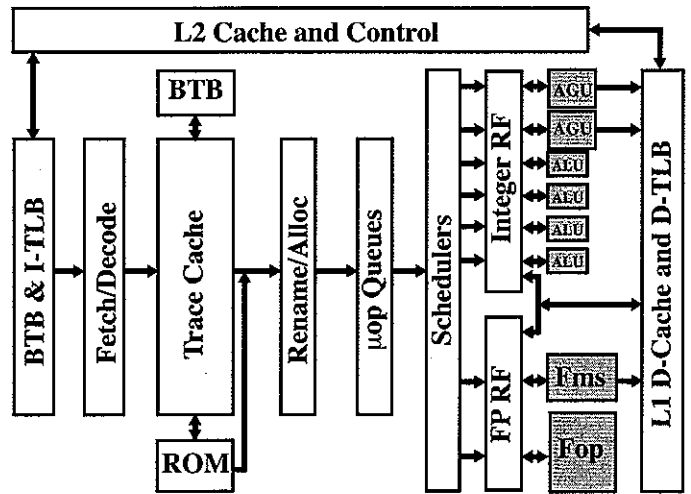 L2 Cache and Control
BTB
BTB & I-TLB
Fetch/Decode
Trace Cache
ROM
Rename/Alloc
µop Queues
Schedulers
Integer RF
FP RF
AGU
AGU
ALU
ALU
ALU
ALU
Fms
Fop
L1 D-Cache and D-TLB